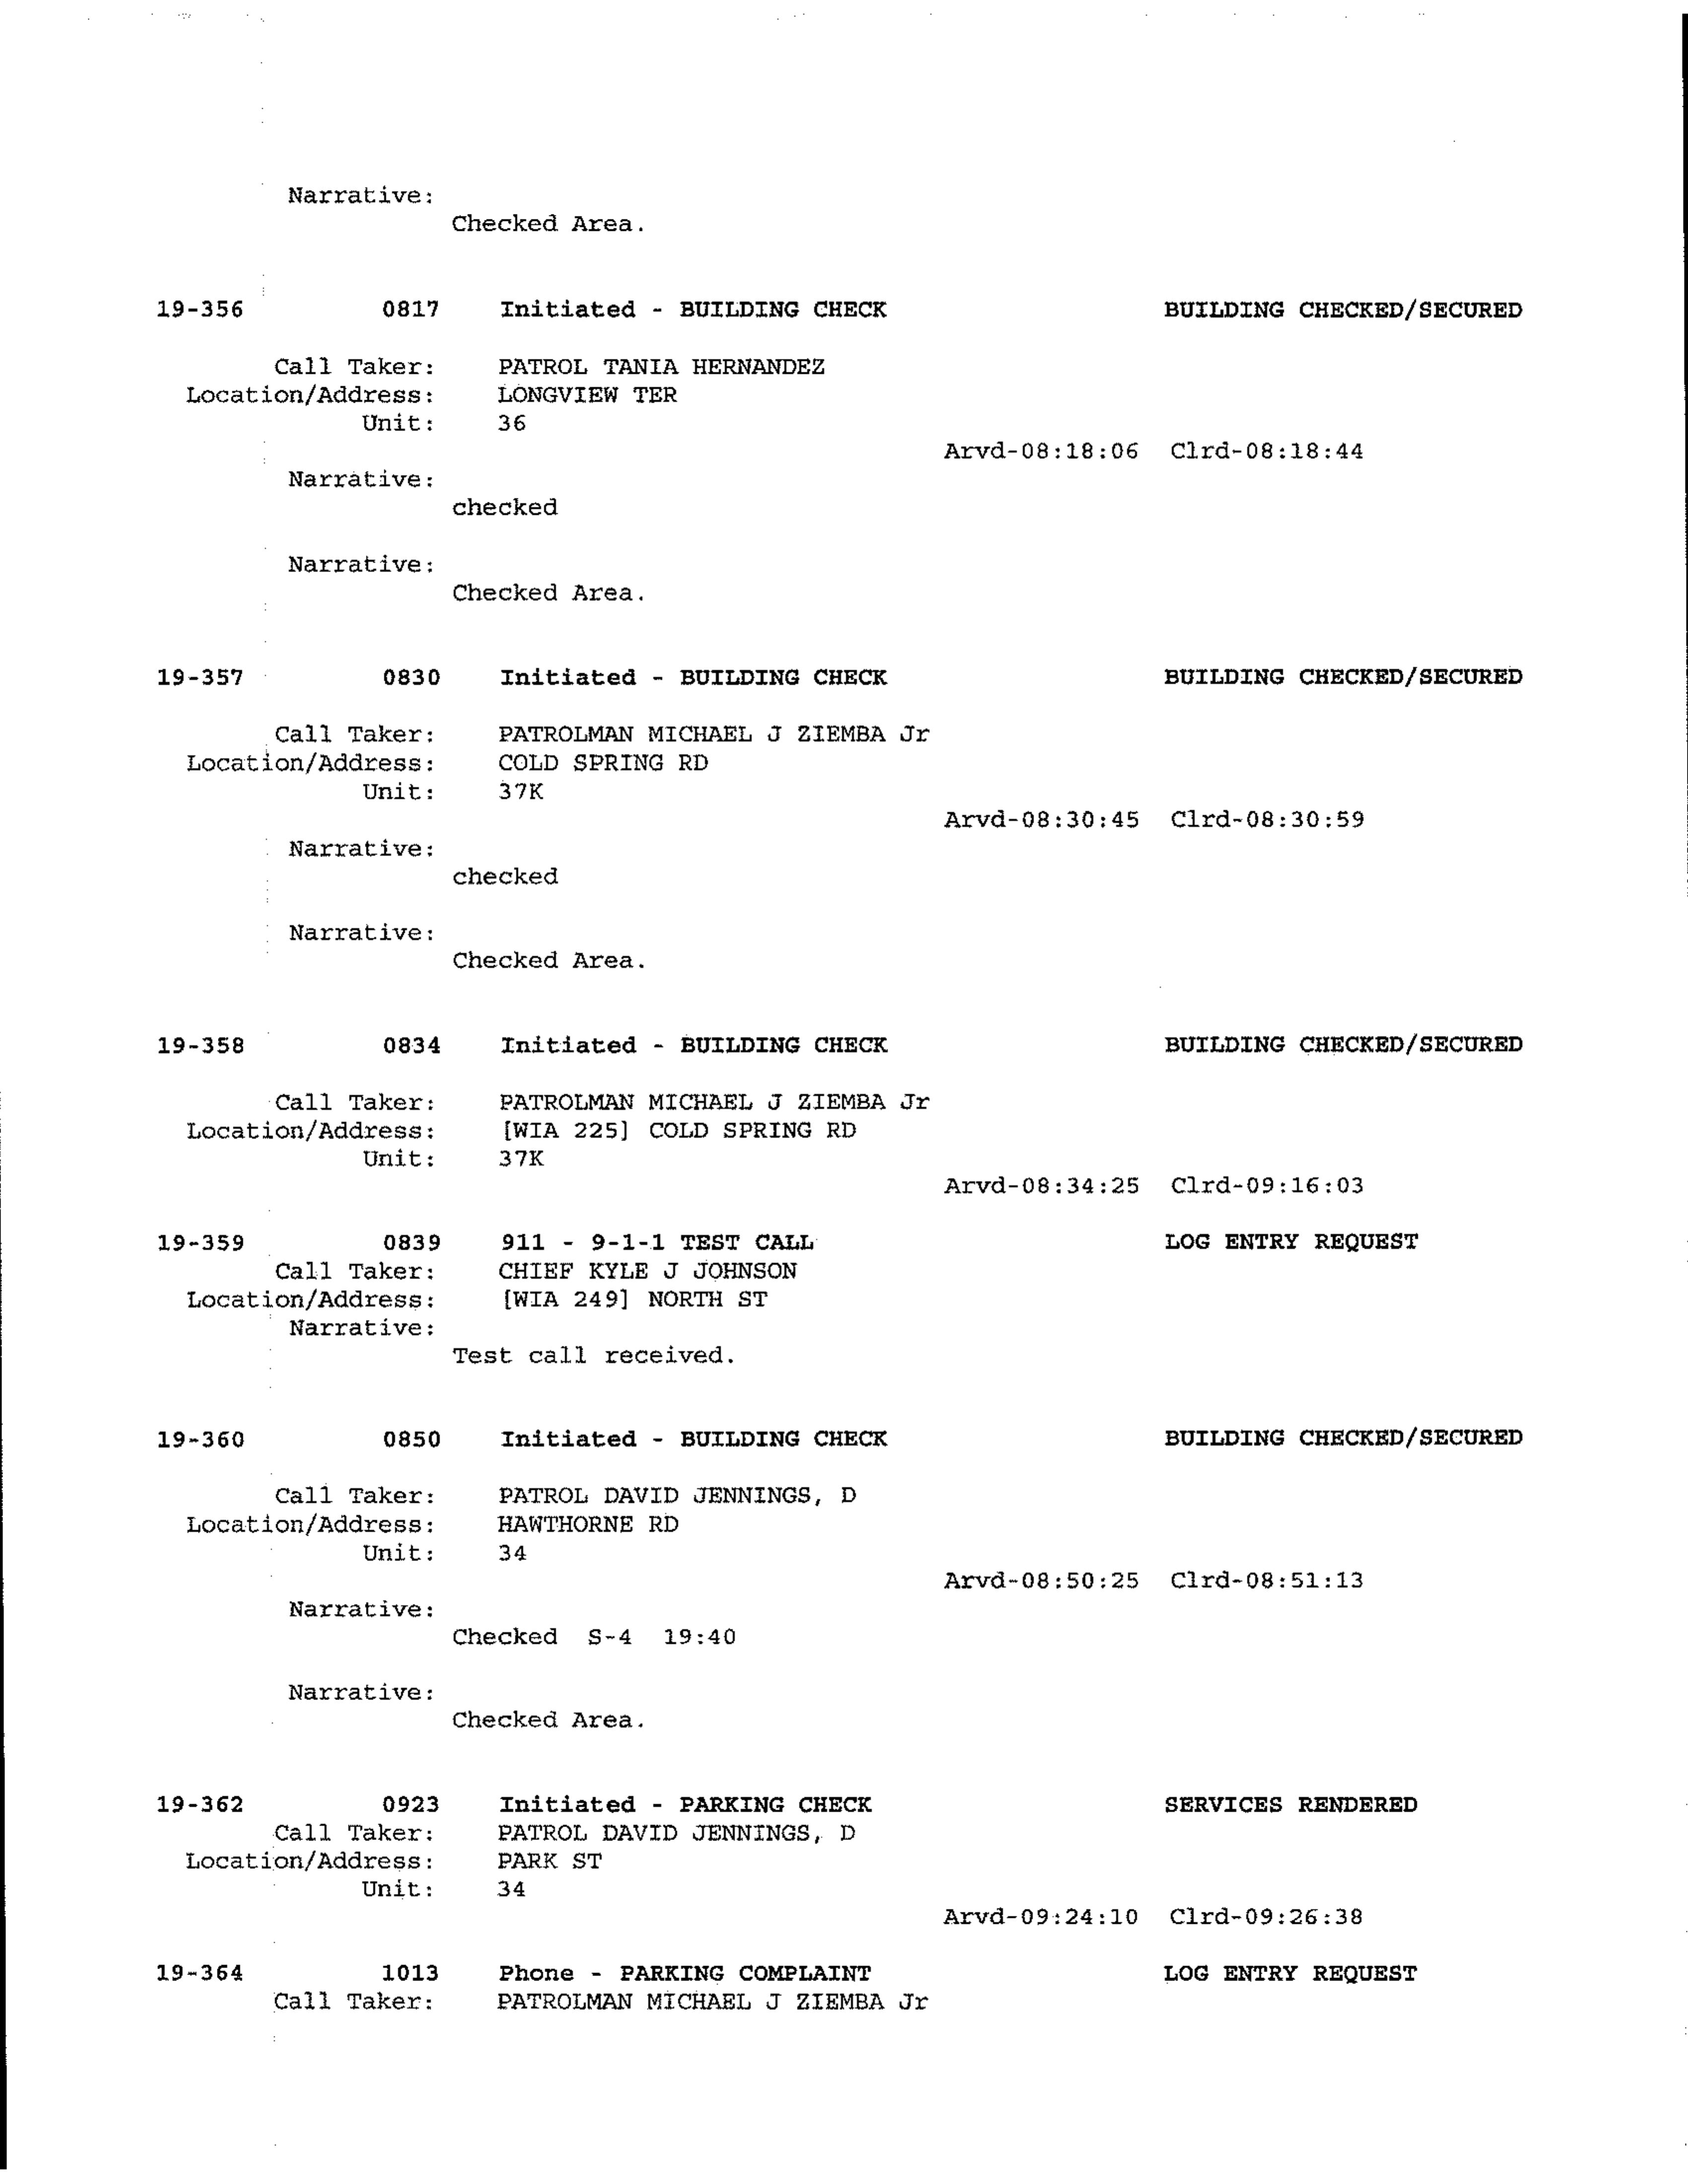 Narrative:
Checked Area.
19-356 0817 Initiated - BUILDING CHECK BUILDING CHECKED/SECURED
Call Taker: PATROL TANIA HERNANDEZ
Location/Address: LONGVIEW TER
Unit: 36
Arvd-08:18:06 Clrd-08:18:44
Narrative:
checked
Narrative:
Checked Area.
19-357 0830 Initiated - BUILDING CHECK BUILDING CHECKED/SECURED
Call Taker: PATROLMAN MICHAEL J ZIEMBA Jr
Location/Address: COLD SPRING RD
Unit: 37K
Arvd-08:30:45 Clrd-08:30:59
Narrative:
checked
Narrative:
Checked Area.
19-358 0834 Initiated - BUILDING CHECK BUILDING CHECKED/SECURED
Call Taker: PATROLMAN MICHAEL J ZIEMBA Jr
Location/Address: [WIA 225] COLD SPRING RD
Unit: 37K
Arvd-08:34:25 Clrd-09:16:03
19-359 0839 911 - 9-1-1 TEST CALL LOG ENTRY REQUEST
Call Taker: CHIEF KYLE J JOHNSON
Location/Address: [WIA 249] NORTH ST
Narrative:
Test call received.
19-360 0850 Initiated - BUILDING CHECK BUILDING CHECKED/SECURED
Call Taker: PATROL DAVID JENNINGS, D
Location/Address: HAWTHORNE RD
Unit: 34
Arvd-08:50:25 Clrd-08:51:13
Narrative:
Checked S-4 19:40
Narrative:
Checked Area.
19-362 0923 Initiated - PARKING CHECK SERVICES RENDERED
Call Taker: PATROL DAVID JENNINGS, D
Location/Address: PARK ST
Unit: 34
Arvd-09:24:10 Clrd-09:26:38
19-364 1013 Phone - PARKING COMPLAINT LOG ENTRY REQUEST
Call Taker: PATROLMAN MICHAEL J ZIEMBA Jr